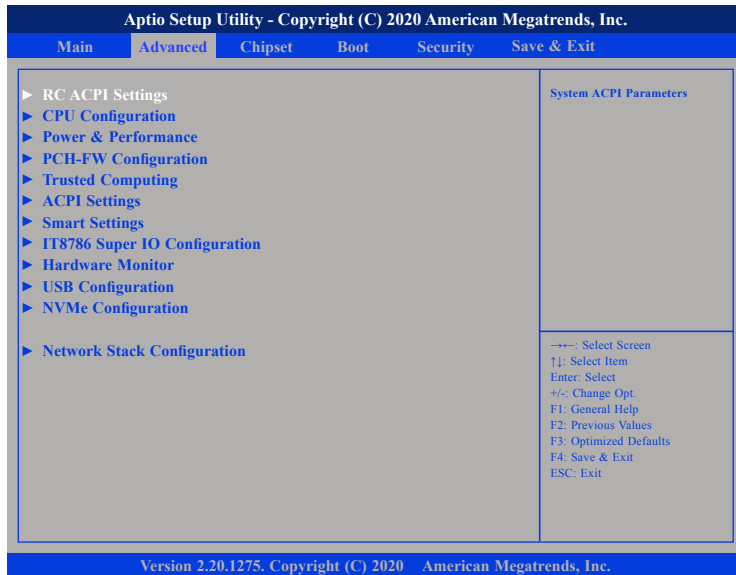 Aptio Setup Utility - Copyright (C) 2020 American Megatrends, Inc.
Main Advanced Chipset Boot Security Save & Exit
► RC ACPI Settings
► CPU Configuration
► Power & Performance
► PCH-FW Configuration
► Trusted Computing
► ACPI Settings
► Smart Settings
► IT8786 Super IO Configuration
► Hardware Monitor
► USB Configuration
► NVMe Configuration
► Network Stack Configuration
System ACPI Parameters
→←: Select Screen
↑↓: Select Item
Enter: Select
+/-: Change Opt.
F1: General Help
F2: Previous Values
F3: Optimized Defaults
F4: Save & Exit
ESC: Exit
Version 2.20.1275. Copyright (C) 2020 American Megatrends, Inc.